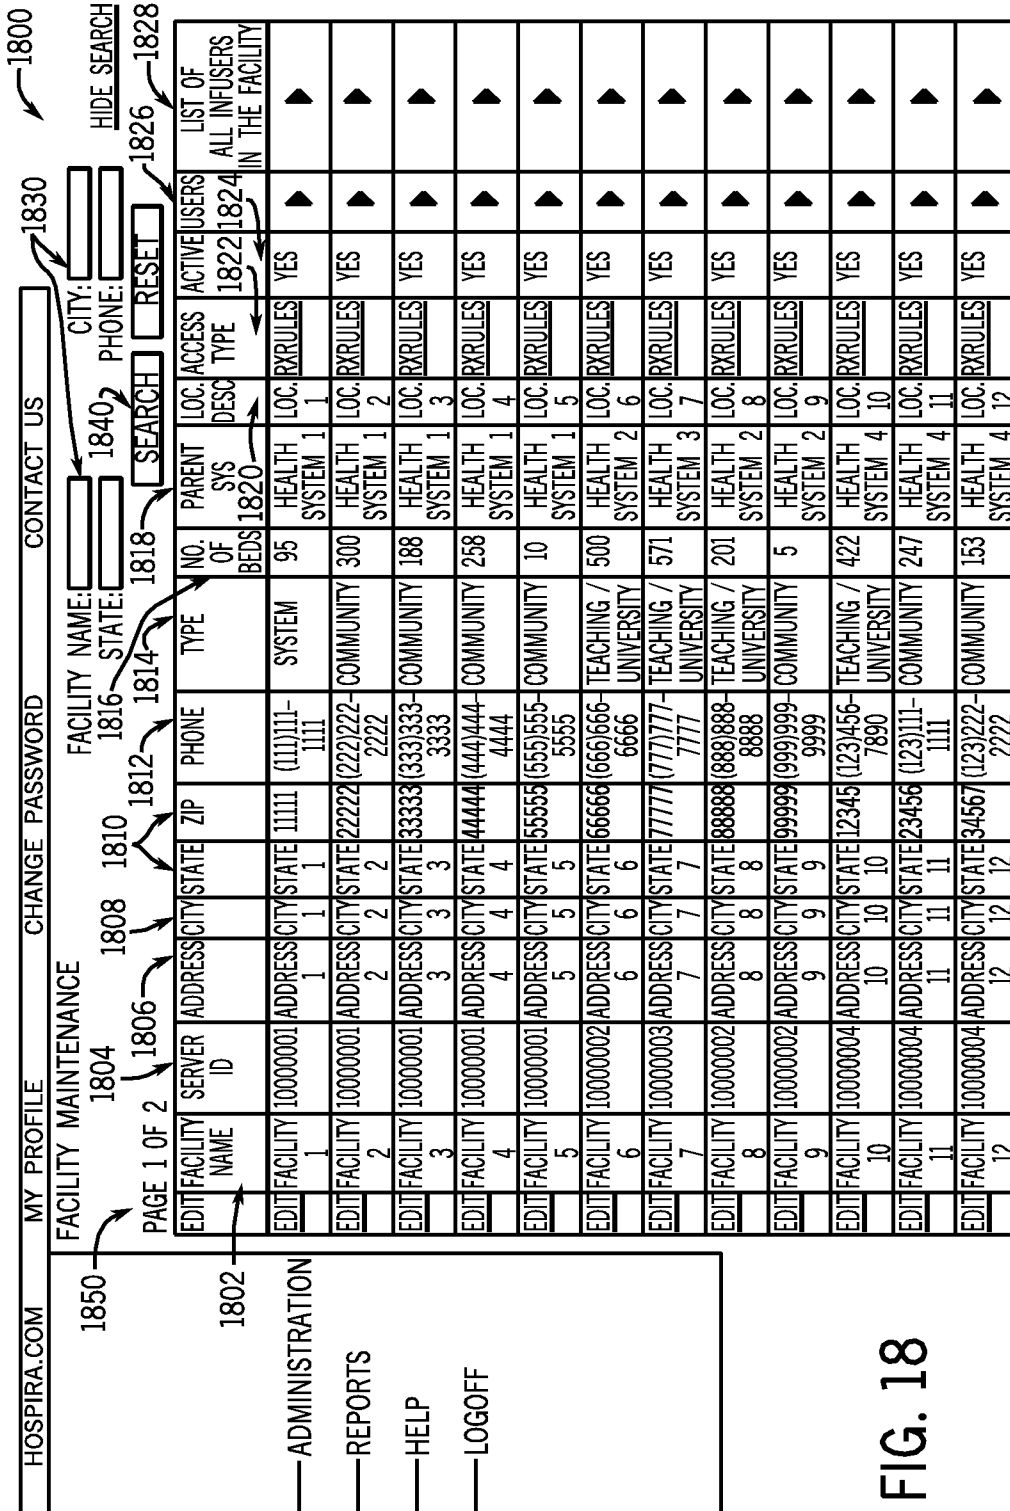 1800
HOSPIRA.COM MY PROFILE CHANGE PASSWORD CONTACT US
FACILITY MAINTENANCE
FACILITY NAME: CITY: 1830
STATE: PHONE: HIDE SEARCH
1850 PAGE 1 OF 2 1840 SEARCH RESET
1802 1804 1806 1808 1810 1812 1814 1816 1818 1820 1822 1824 1826 1828
EDIT FACILITY NAME SERVER ID ADDRESS CITY STATE ZIP PHONE TYPE NO. OF BEDS PARENT SYS LOC. DESC ACCESS TYPE ACTIVE USERS LIST OF ALL INFUSERS IN THE FACILITY
EDIT FACILITY 1 10000001 ADDRESS 1 CITY 1 STATE 1 11111 (111)111-1111 SYSTEM 95 HEALTH SYSTEM 1 LOC. 1 RXRULES YES
EDIT FACILITY 2 10000001 ADDRESS 2 CITY 2 STATE 2 22222 (222)2222-2222 COMMUNITY 300 HEALTH SYSTEM 1 LOC. 2 RXRULES YES
EDIT FACILITY 3 10000001 ADDRESS 3 CITY 3 STATE 3 33333 (333)333-3333 COMMUNITY 188 HEALTH SYSTEM 1 LOC. 3 RXRULES YES
EDIT FACILITY 4 10000001 ADDRESS 4 CITY 4 STATE 4 44444 (444)444-4444 COMMUNITY 258 HEALTH SYSTEM 1 LOC. 4 RXRULES YES
EDIT FACILITY 5 10000001 ADDRESS 5 CITY 5 STATE 5 55555 (555)555-5555 COMMUNITY 10 HEALTH SYSTEM 1 LOC. 5 RXRULES YES
EDIT FACILITY 6 10000002 ADDRESS 6 CITY 6 STATE 6 66666 (666)666-6666 TEACHING / UNIVERSITY 500 HEALTH SYSTEM 2 LOC. 6 RXRULES YES
EDIT FACILITY 7 10000003 ADDRESS 7 CITY 7 STATE 7 77777 (777)777-7777 TEACHING / UNIVERSITY 571 HEALTH SYSTEM 3 LOC. 7 RXRULES YES
EDIT FACILITY 8 10000002 ADDRESS 8 CITY 8 STATE 8 88888 (888)888-8888 TEACHING / UNIVERSITY 201 HEALTH SYSTEM 2 LOC. 8 RXRULES YES
EDIT FACILITY 9 10000002 ADDRESS 9 CITY 9 STATE 9 99999 (999)999-9999 COMMUNITY 5 HEALTH SYSTEM 2 LOC. 9 RXRULES YES
EDIT FACILITY 10 10000004 ADDRESS 10 CITY 10 STATE 10 12345 (123)456-7890 TEACHING / UNIVERSITY 422 HEALTH SYSTEM 4 LOC. 10 RXRULES YES
EDIT FACILITY 11 10000004 ADDRESS 11 CITY 11 STATE 11 23456 (123)111-1111 COMMUNITY 247 HEALTH SYSTEM 4 LOC. 11 RXRULES YES
EDIT FACILITY 12 10000004 ADDRESS 12 CITY 12 STATE 12 34567 (123)222-2222 COMMUNITY 153 HEALTH SYSTEM 4 LOC. 12 RXRULES YES
ADMINISTRATION
REPORTS
HELP
LOGOFF
FIG. 18